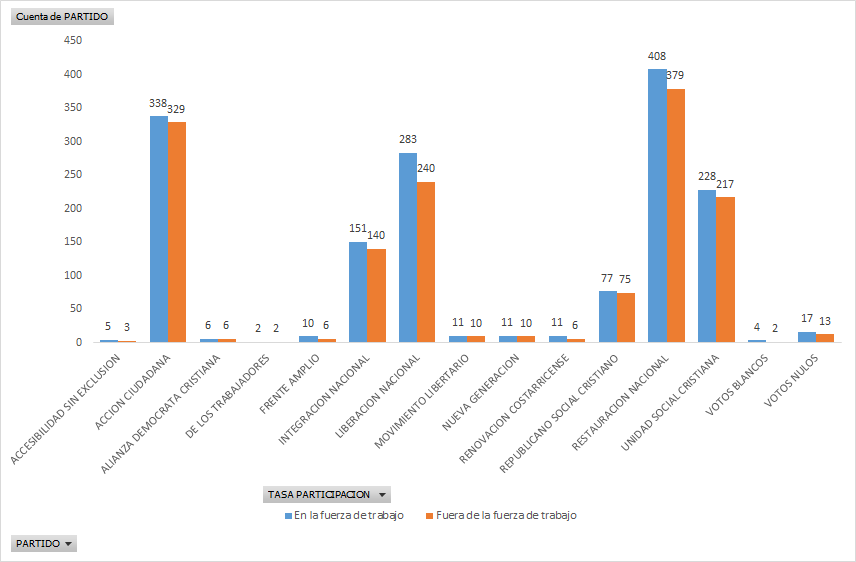 Cuenta de PARTIDO
450
400
350
300
250
200
150
100
50
0
5 3
338 329
6 6
2 2
10 6
151 140
283 240
11 10
11 10
11 6
77 75
408 379
228 217
4 2
17 13
ACCESIBILIDAD SIN EXCLUSION
ACCION CIUDADANA
ALIANZA DEMOCRATA CRISTIANA
DE LOS TRABAJADORES
FRENTE AMPLIO
INTEGRACION NACIONAL
LIBERACION NACIONAL
MOVIMIENTO LIBERTARIO
NUEVA GENERACION
RENOVACION COSTARRICENSE
REPUBLICANO SOCIAL CRISTIANO
RESTAURACION NACIONAL
UNIDAD SOCIAL CRISTIANA
VOTOS BLANCOS
VOTOS NULOS
TASA PARTICIPACION
En la fuerza de trabajo Fuera de la fuerza de trabajo
PARTIDO